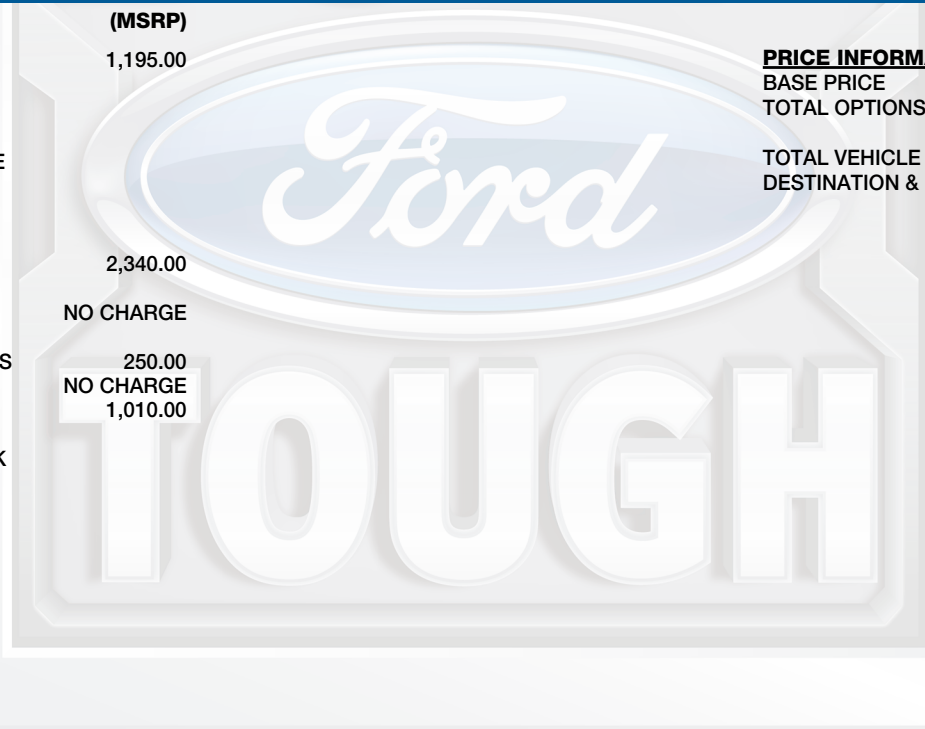 (MSRP)
1,195.00
E
2,340.00
NO CHARGE
S 250.00
NO CHARGE
1,010.00
K
PRICE INFORMA
BASE PRICE
TOTAL OPTIONS
TOTAL VEHICLE
DESTINATION &
Ford
TOUGH